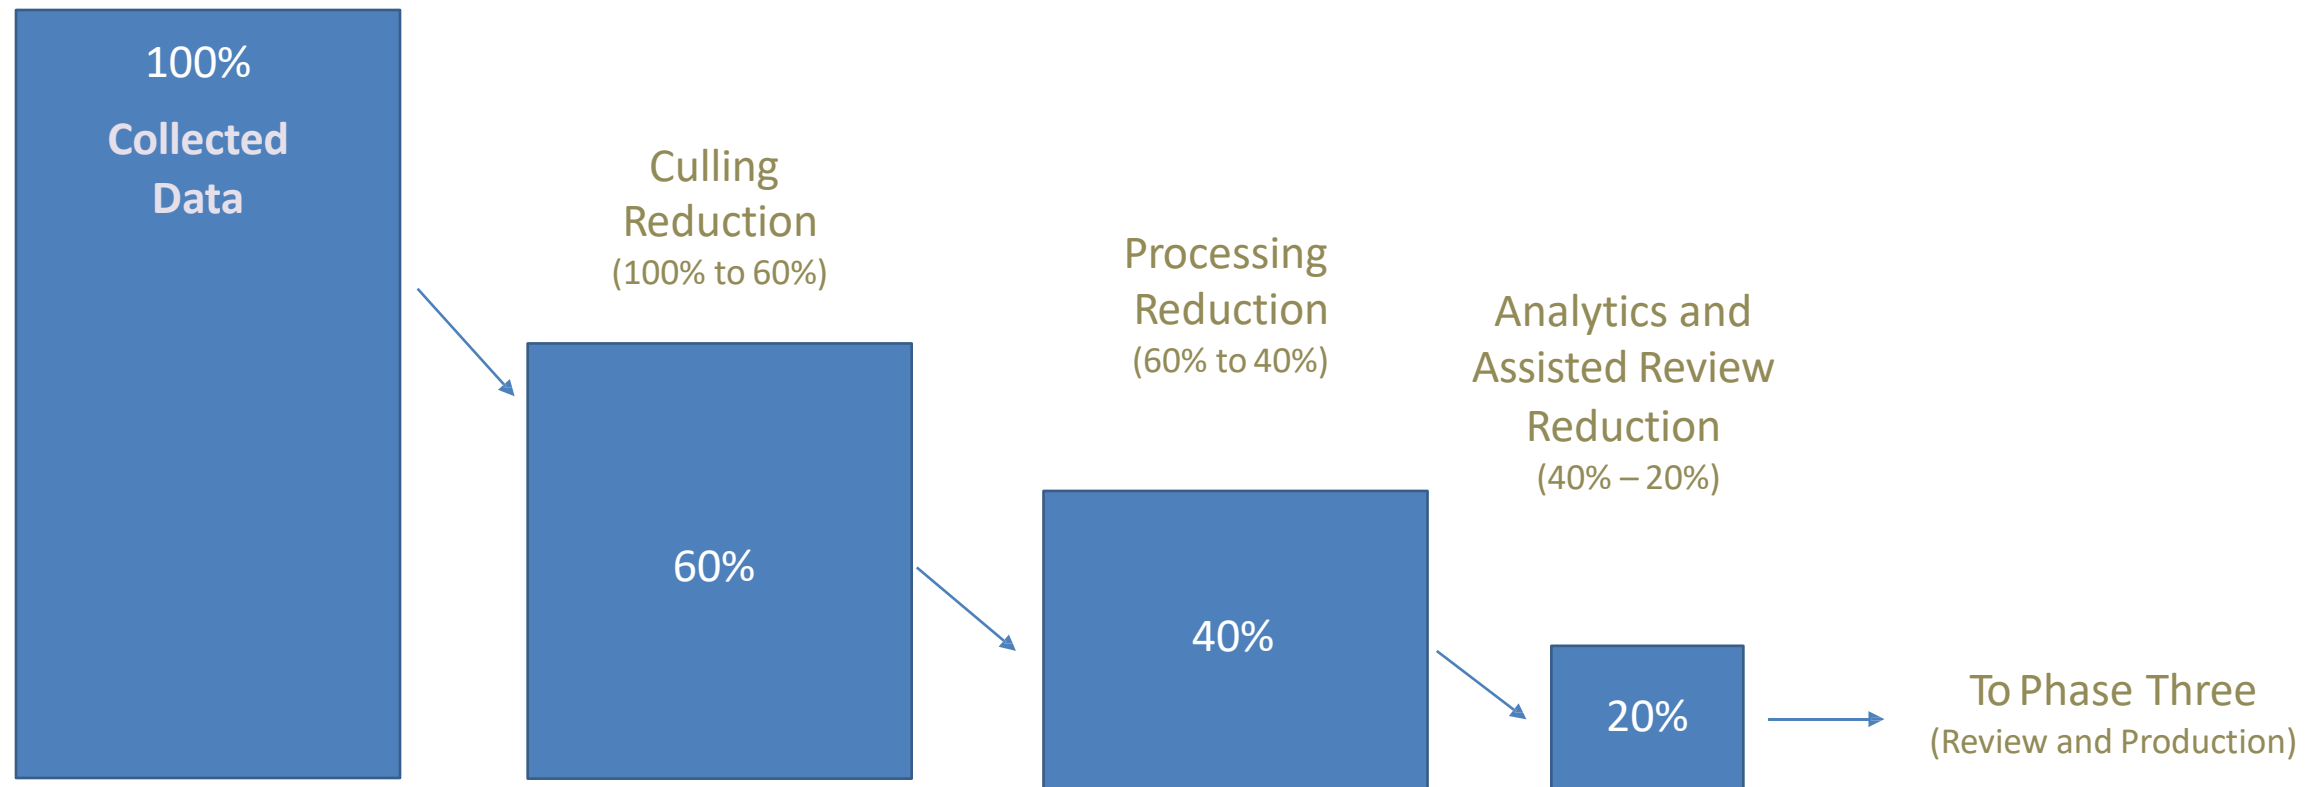 100%
Collected
Data
Culling
Reduction
(100% to 60%)
60%
Processing
Reduction
(60% to 40%)
40%
Analytics and
Assisted Review
Reduction
(40% – 20%)
20%
To Phase Three
(Review and Production)